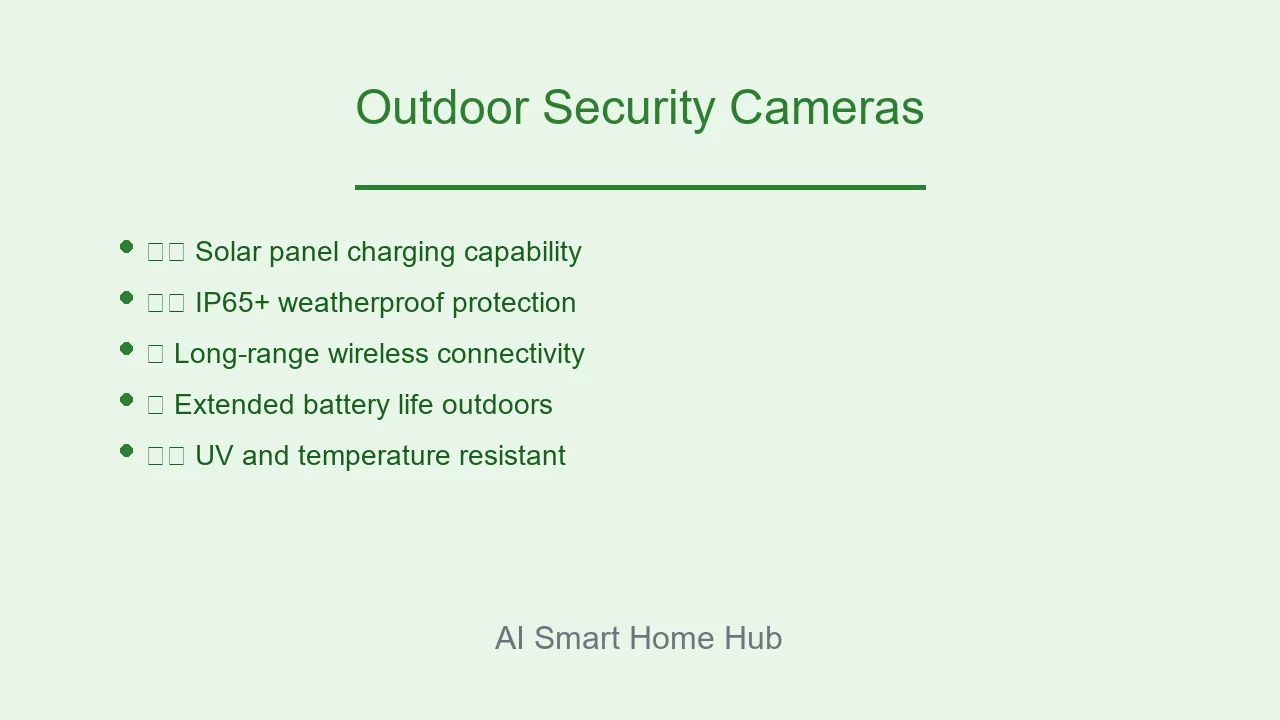 Outdoor Security Cameras
• □□ Solar panel charging capability
• □□ IP65+ weatherproof protection
• □ Long-range wireless connectivity
• □ Extended battery life outdoors
• □□ UV and temperature resistant
AI Smart Home Hub